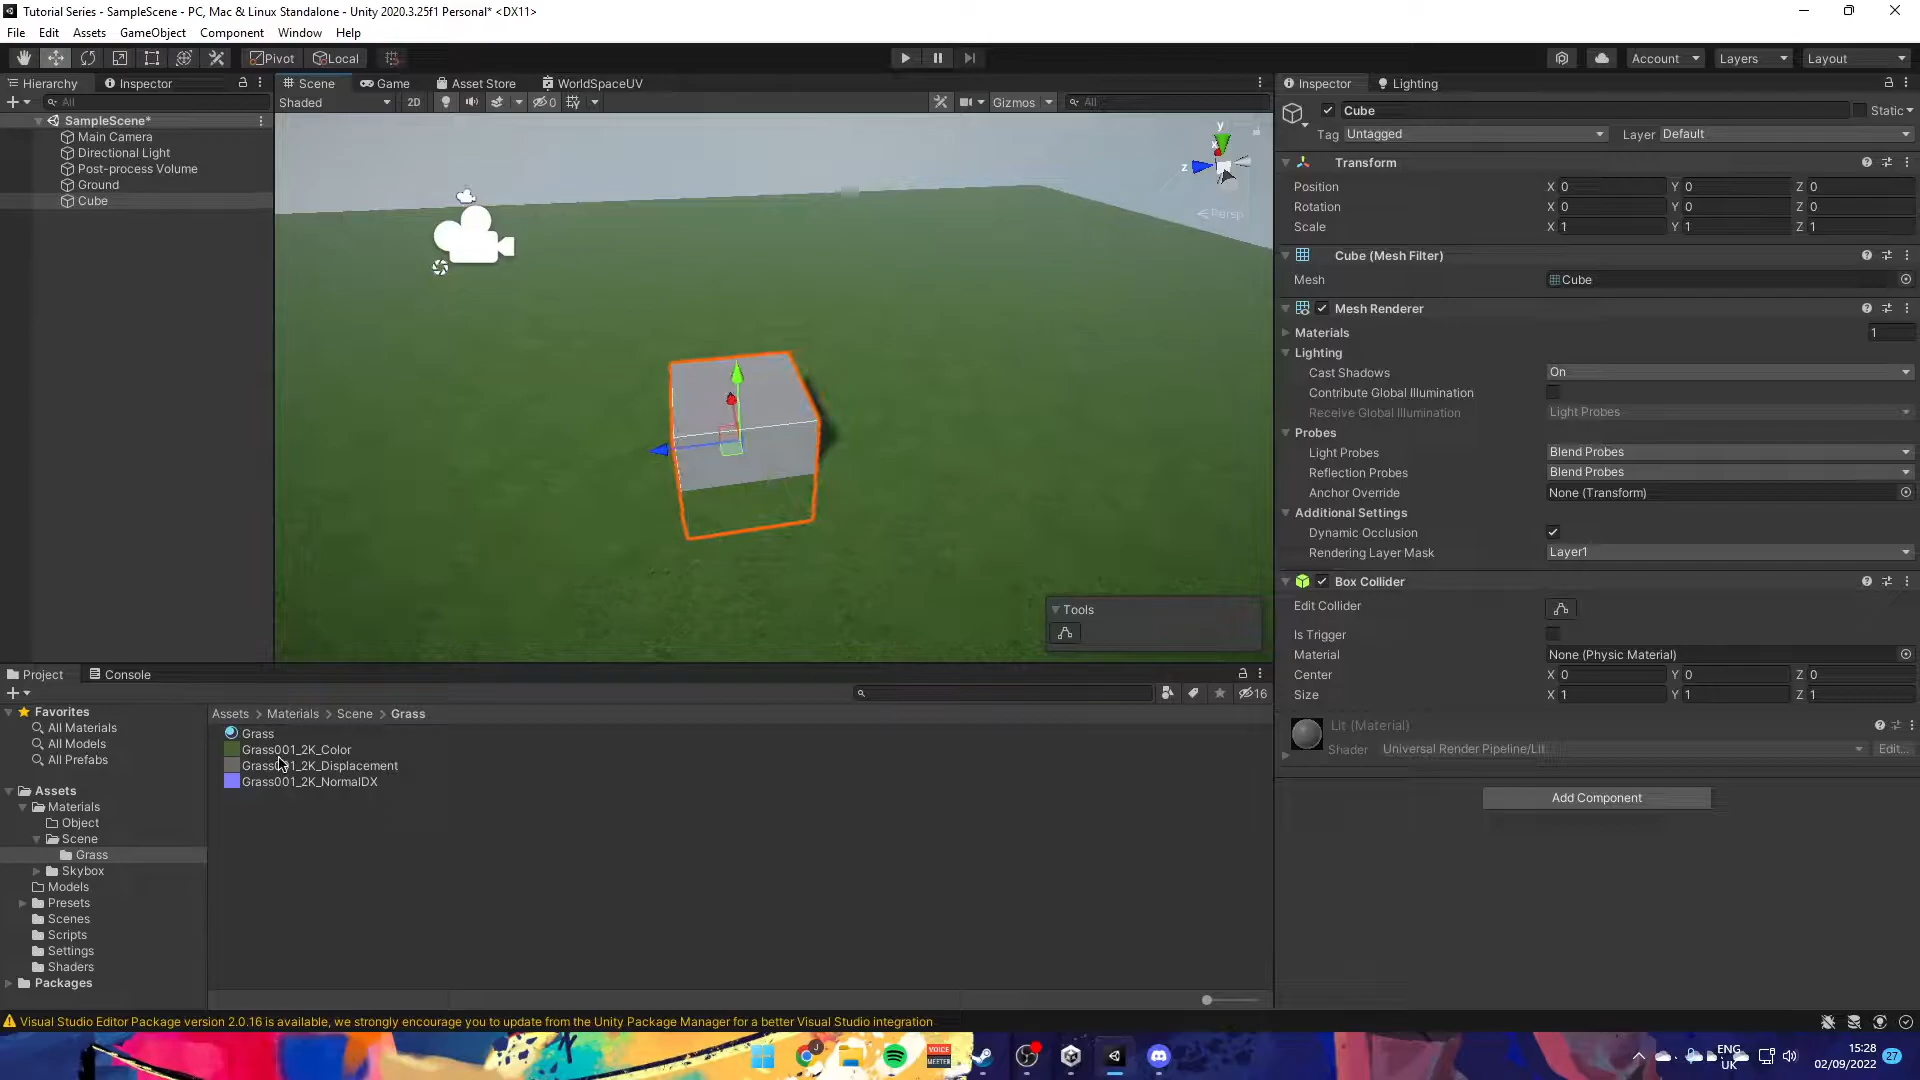 Tutorial Series - SampleScene - PC, Mac & Linux Standalone - Unity 2020.3.25f1 Personal* <DX11>
File Edit Assets GameObject Component Window Help
Pivot Local Account Layers Layout
Hierarchy Inspector
All
SampleScene*
Main Camera
Directional Light
Post-process Volume
Ground
Cube
Scene Game Asset Store WorldSpaceUV
Shaded 2D 0 Gizmos All
y
x
z
Persp
Tools
Inspector Lighting
Cube Static
Tag Untagged Layer Default
Transform
Position X 0 Y 0 Z 0
Rotation X 0 Y 0 Z 0
Scale X 1 Y 1 Z 1
Cube (Mesh Filter)
Mesh Cube
Mesh Renderer
Materials 1
Lighting
Cast Shadows On
Contribute Global Illumination
Receive Global Illumination Light Probes
Probes
Light Probes Blend Probes
Reflection Probes Blend Probes
Anchor Override None (Transform)
Additional Settings
Dynamic Occlusion
Rendering Layer Mask Layer1
Box Collider
Edit Collider
Is Trigger
Material None (Physic Material)
Center X 0 Y 0 Z 0
Size X 1 Y 1 Z 1
Lit (Material)
Shader Universal Render Pipeline/Lit Edit...
Add Component
Project Console
16
Favorites
All Materials
All Models
All Prefabs
Assets
Materials
Object
Scene
Grass
Skybox
Models
Presets
Scenes
Scripts
Settings
Shaders
Packages
Assets > Materials > Scene > Grass
Grass
Grass001_2K_Color
Grass001_2K_Displacement
Grass001_2K_NormalDX
Visual Studio Editor Package version 2.0.16 is available, we strongly encourage you to update from the Unity Package Manager for a better Visual Studio integration
J
VOICE
MEETER
ENG
UK
15:28
02/09/2022
27